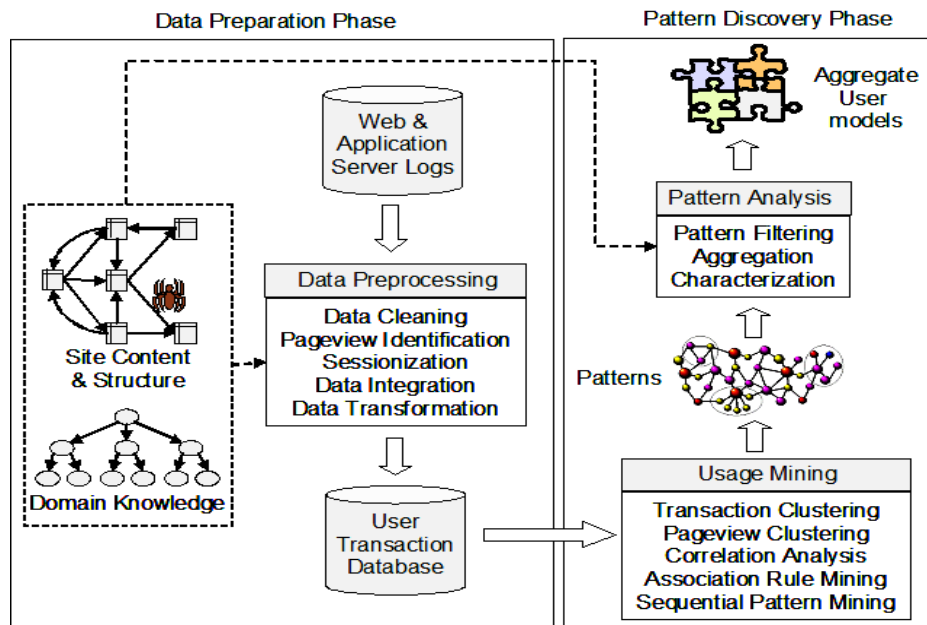 Data Preparation Phase
Web &
Application
Server Logs
Site Content
& Structure
Domain Knowledge
Data Preprocessing
Data Cleaning
Pageview Identification
Sessionization
Data Integration
Data Transformation
User
Transaction
Database
Pattern Discovery Phase
Aggregate
User
models
Pattern Analysis
Pattern Filtering
Aggregation
Characterization
Patterns
Usage Mining
Transaction Clustering
Pageview Clustering
Correlation Analysis
Association Rule Mining
Sequential Pattern Mining